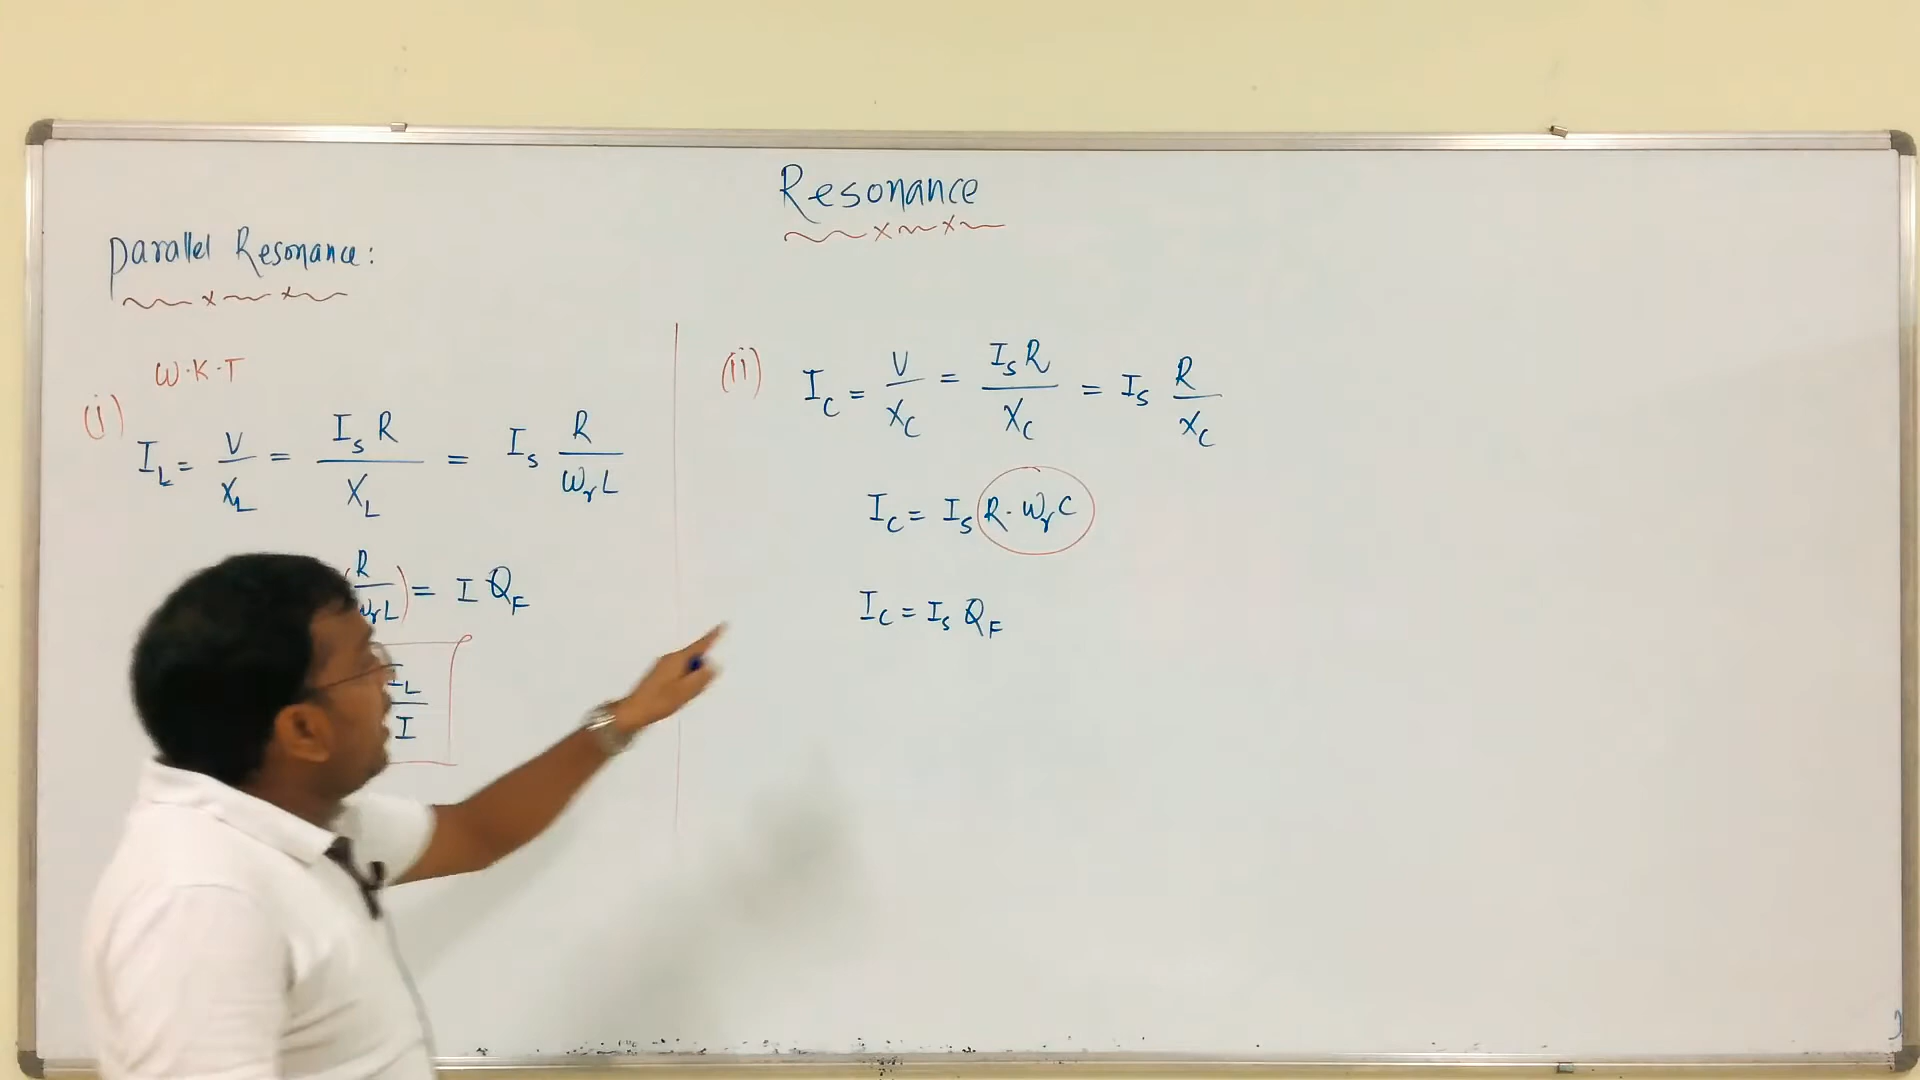 Resonance
Parallel Resonance:
W.K.T
(i) I_L = V/X_L = I_S R/X_L = I_S R/ω_r L
R/ω_r L) = I Q_F
I_L/I
(ii) I_C = V/X_C = I_S R/X_C = I_S R/X_C
I_C = I_S R. ω_r C
I_C = I_S Q_F